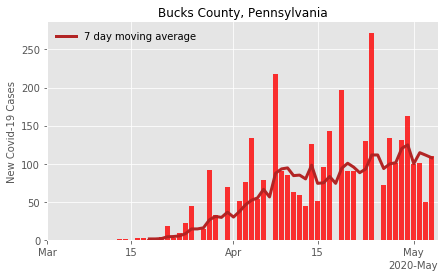 Bucks County, Pennsylvania
7 day moving average
New Covid-19 Cases
250
200
150
100
50
0
Mar
15
Apr
15
May
2020-May